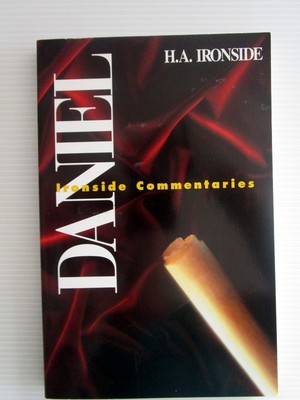 H.A. IRONSIDE
DANIEL
Ironside Commentaries